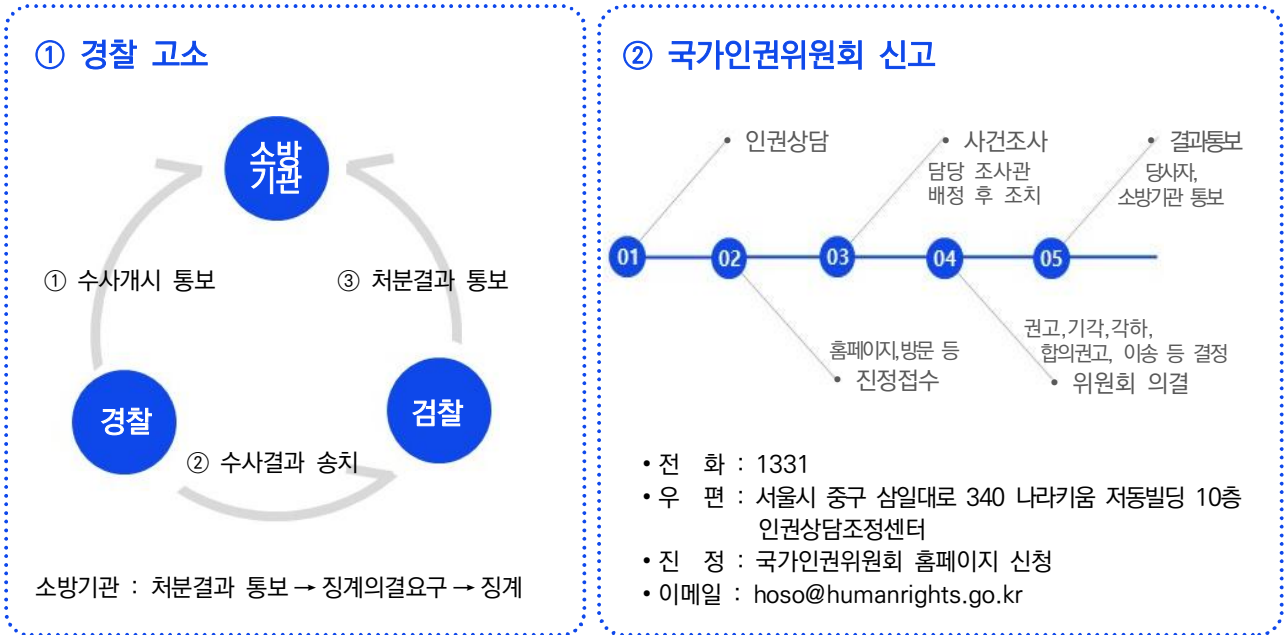 ① 경찰 고소
소방
기관
① 수사개시 통보
③ 처분결과 통보
경찰
검찰
② 수사결과 송치
소방기관 : 처분결과 통보 → 징계의결요구 → 징계
② 국가인권위원회 신고
• 인권상담
• 사건조사
담당 조사관
배정 후 조치
• 결과통보
당사자,
소방기관 통보
01
02
03
04
05
홈페이지,방문 등
• 진정접수
권고,기각,각하,
합의권고, 이송 등 결정
• 위원회 의결
• 전 화 : 1331
• 우 편 : 서울시 중구 삼일대로 340 나라키움 저동빌딩 10층
인권상담조정센터
• 진 정 : 국가인권위원회 홈페이지 신청
• 이메일 : hoso@humanrights.go.kr